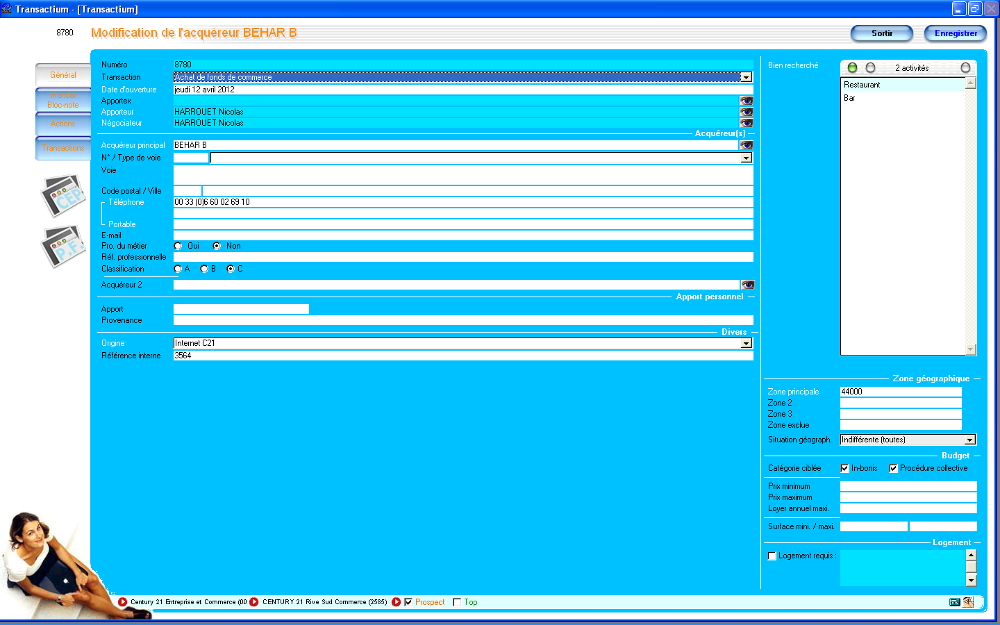 Transactium - [Transactium]
8780
Modification de l'acquéreur BEHAR B
Sortir
Enregistrer
Général
Bloc-note
Actions
Transactions
CEP
P.F.
Numéro 8780
Transaction Achat de fonds de commerce
Date d'ouverture jeudi 12 avril 2012
Apportex
Apporteur HARROUET Nicolas
Négociateur HARROUET Nicolas
Acquéreur(s)
Acquéreur principal BEHAR B
N° / Type de voie
Voie
Code postal / Ville
Téléphone 00 33 (0)6 60 02 69 10
Portable
E-mail
Pro. du métier Oui Non
Réf. professionnelle
Classification A B C
Acquéreur 2
Apport personnel
Apport
Provenance
Divers
Origine Internet C21
Référence interne 3564
Bien recherché
2 activités
Restaurant
Bar
Zone géographique
Zone principale 44000
Zone 2
Zone 3
Zone exclue
Situation géograph. Indifférente (toutes)
Budget
Catégorie ciblée In-bonis Procédure collective
Prix minimum
Prix maximum
Loyer annuel maxi.
Surface mini. / maxi.
Logement
Logement requis :
Century 21 Entreprise et Commerce (00 CENTURY 21 Rive Sud Commerce (2585) Prospect Top